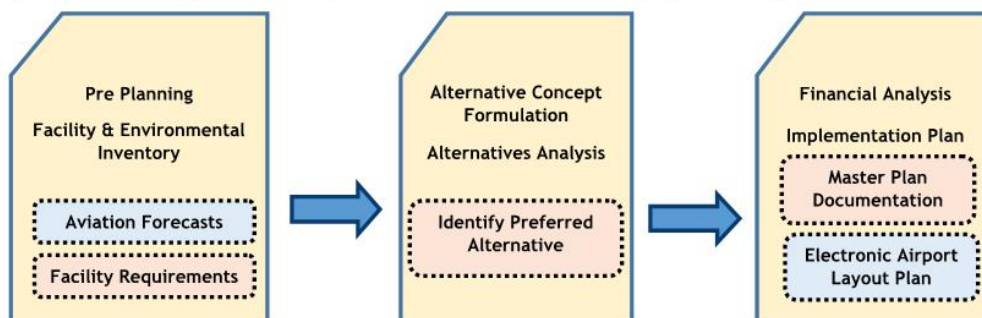 Pre Planning
Facility & Environmental
Inventory
Aviation Forecasts
Facility Requirements
Alternative Concept
Formulation
Alternatives Analysis
Identify Preferred
Alternative
Financial Analysis
Implementation Plan
Master Plan
Documentation
Electronic Airport
Layout Plan